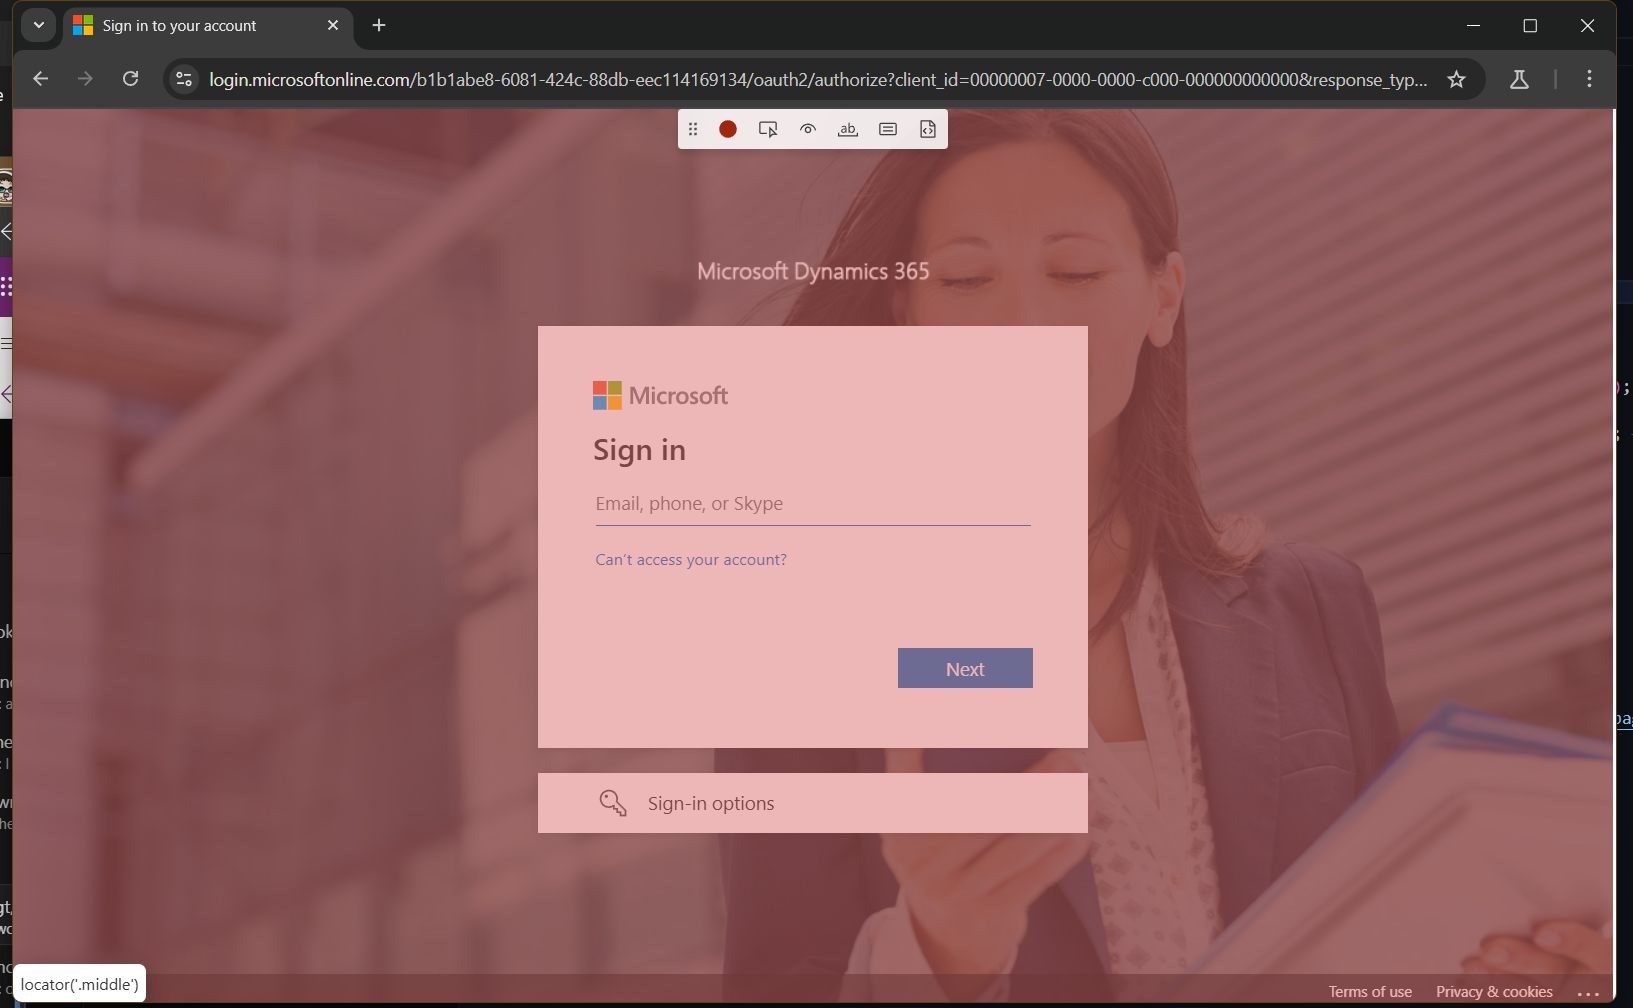 Sign in to your account
login.microsoftonline.com/b1b1abe8-6081-424c-88db-eec114169134/oauth2/authorize?client_id=00000007-0000-0000-c000-000000000000&response_typ...
ab
Microsoft Dynamics 365
Microsoft
Sign in
Email, phone, or Skype
Can't access your account?
Next
Sign-in options
locator('.middle')
Terms of use Privacy & cookies ...